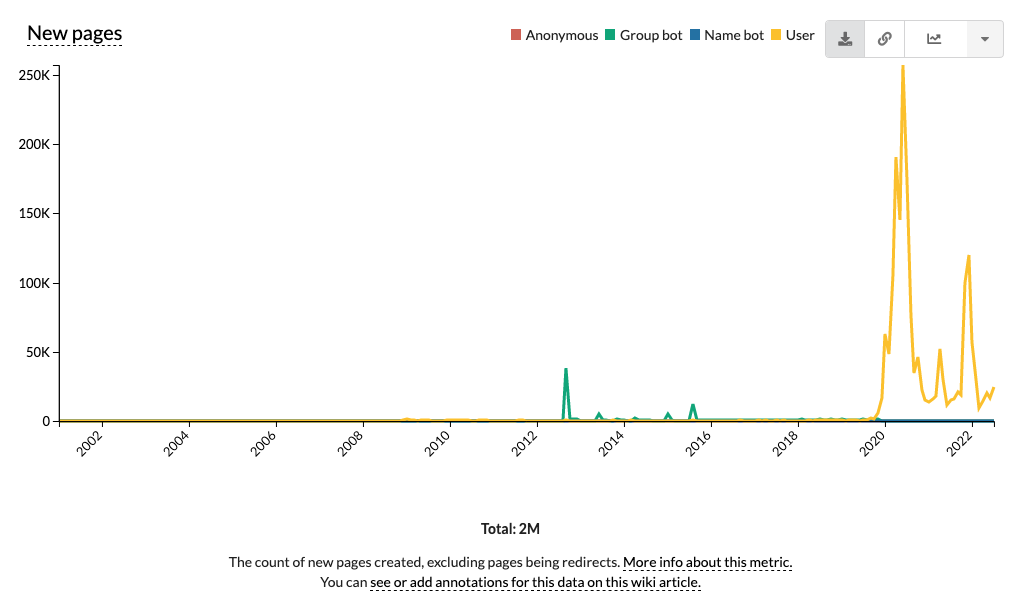 New pages
Anonymous Group bot Name bot User
250K
200K
150K
100K
50K
0
2002 2004 2006 2008 2010 2012 2014 2016 2018 2020 2022
Total: 2M
The count of new pages created, excluding pages being redirects. More info about this metric.
You can see or add annotations for this data on this wiki article.